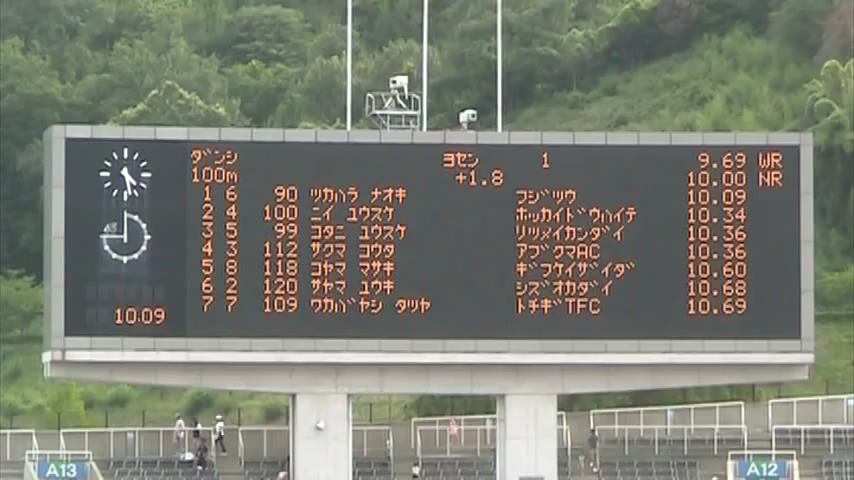 ダンシ ヨセン 1 9.69 WR
100m +1.8 10.00 NR
1 6 90 ツカハラ ナオキ フジツウ 10.09
2 4 100 ニイ ユウスケ ホッカイドウハイテ 10.34
3 5 99 コタニ ユウスケ リツメイカンダイ 10.36
4 3 112 サクマ コウタ アブクマAC 10.36
5 8 118 コヤマ マサキ ギフケイザイダ 10.60
6 2 120 サヤマ ユウキ シズオカダイ 10.68
7 7 109 ワカバヤシ タツヤ トチギTFC 10.69
10:09
A13
A12